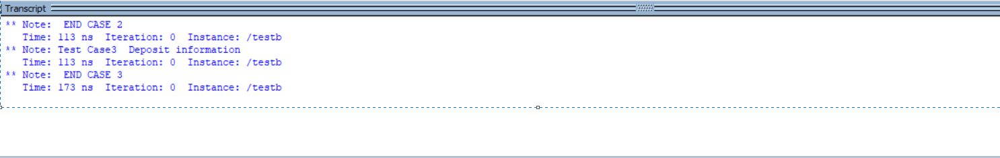 Transcript
** Note:  END CASE 2
   Time: 113 ns  Iteration: 0  Instance: /testb
** Note: Test Case3  Deposit information
   Time: 113 ns  Iteration: 0  Instance: /testb
** Note:  END CASE 3
   Time: 173 ns  Iteration: 0  Instance: /testb